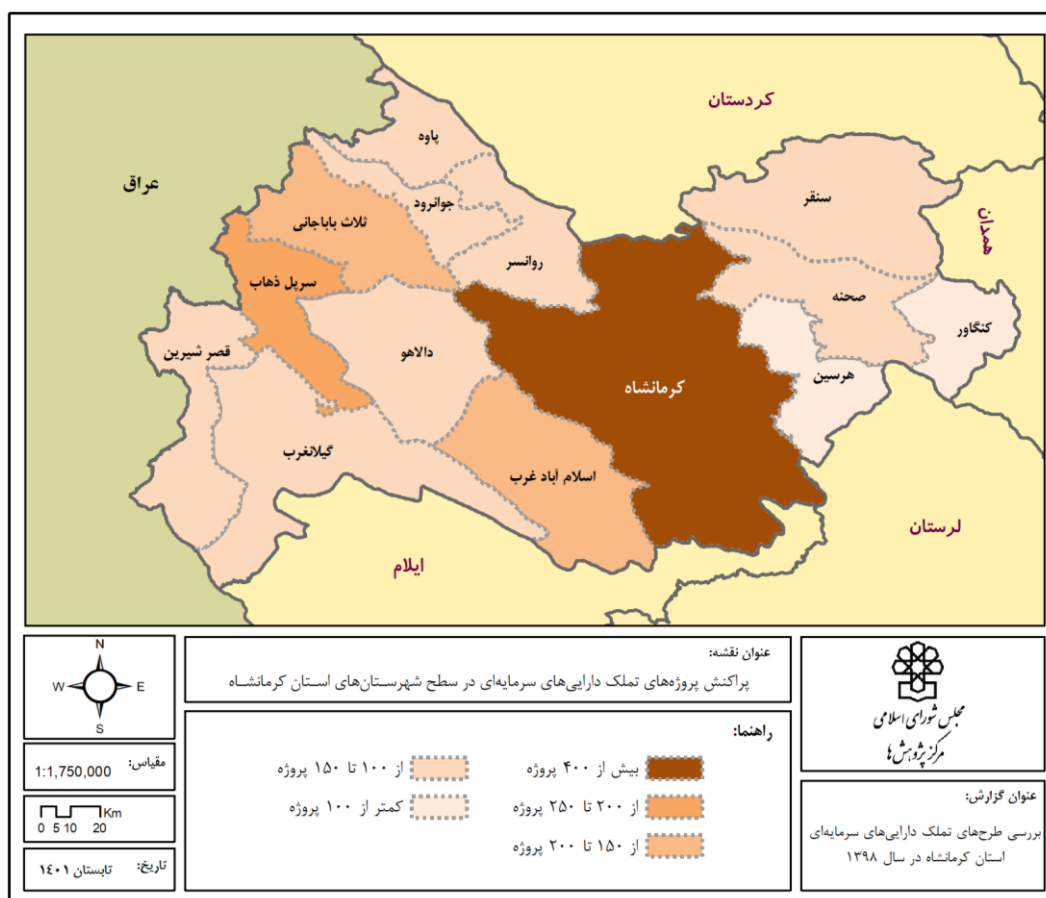 کردستان
پاوه
عراق
سنقر
جوانرود
همدان
ثلاث باباجانی
روانسر
سرپل ذهاب
صحنه
کنگاور
قصر شیرین
دالاهو
هرسین
کرمانشاه
گیلانغرب
اسلام آباد غرب
لرستان
ایلام
مجلس شورای اسلامی
مرکز پژوهش ها
عنوان گزارش:
بررسی طرح‌های تملک دارایی‌های سرمایه‌ای
استان کرمانشاه در سال ۱۳۹۸
عنوان نقشه:
پراکنش پروژه‌های تملک دارایی‌های سرمایه‌ای در سطح شهرستان‌های استان کرمانشاه
راهنما:
بیش از ۴۰۰ پروژه
از ۲۰۰ تا ۲۵۰ پروژه
از ۱۵۰ تا ۲۰۰ پروژه
از ۱۰۰ تا ۱۵۰ پروژه
کمتر از ۱۰۰ پروژه
N
W E
S
مقیاس: 1:1,750,000
Km
0 5 10 20
تاریخ: تابستان ۱۴۰۱